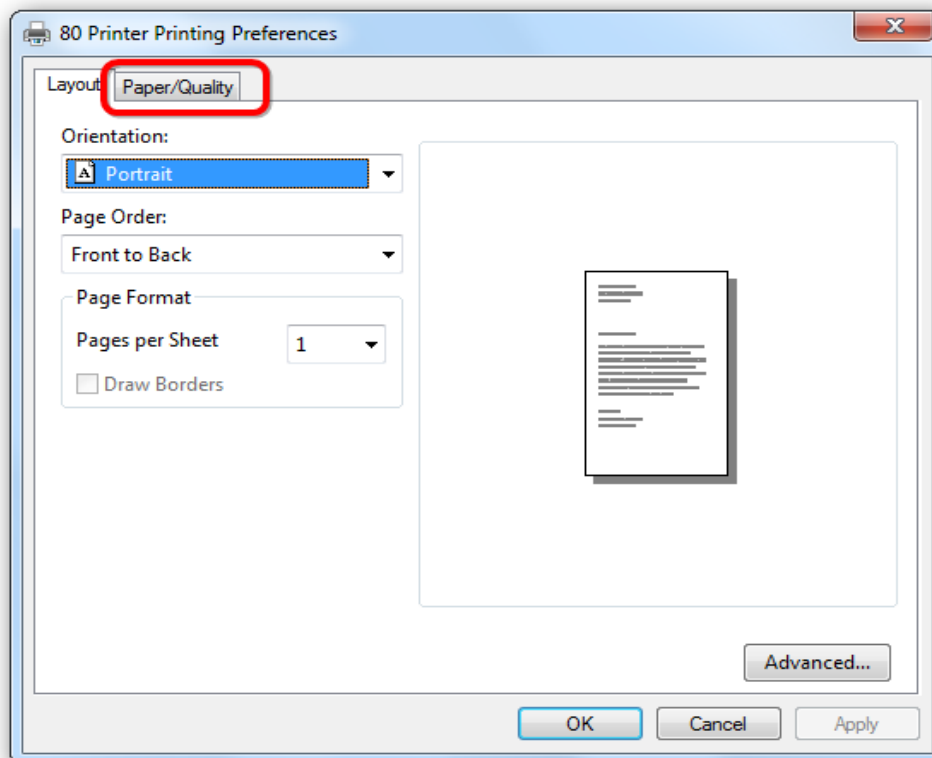 80 Printer Printing Preferences
Layout Paper/Quality
Orientation:
A Portrait
Page Order:
Front to Back
Page Format
Pages per Sheet 1
Draw Borders
Advanced...
OK Cancel Apply